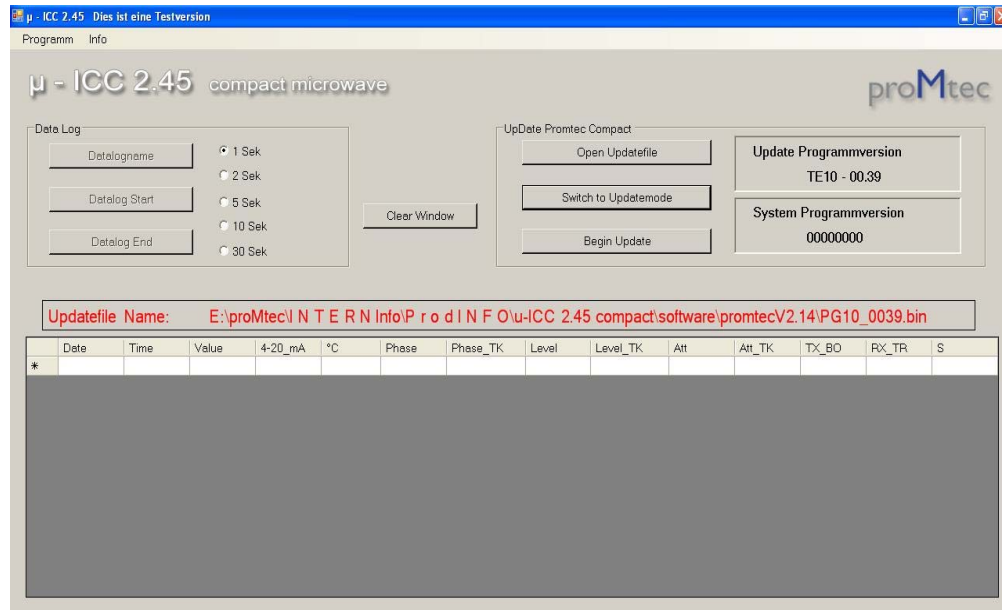 μ - ICC 2.45 Dies ist eine Testversion
Programm Info
μ - ICC 2.45 compact microwave
proMtec
Data Log
Datalogname
Datalog Start
Datalog End
1 Sek
2 Sek
5 Sek
10 Sek
30 Sek
Clear Window
UpDate Promtec Compact
Open Updatefile
Switch to Updatemode
Begin Update
Update Programmversion
TE10 - 00.39
System Programmversion
00000000
Updatefile Name: E:\proMtec\I N T E R N Info\P r o d I N F O\u-ICC 2.45 compact\software\promtecV2.14\PG10_0039.bin
Date Time Value 4-20_mA °C Phase Phase_TK Level Level_TK Att Att_TK TX_BO RX_TR S
*